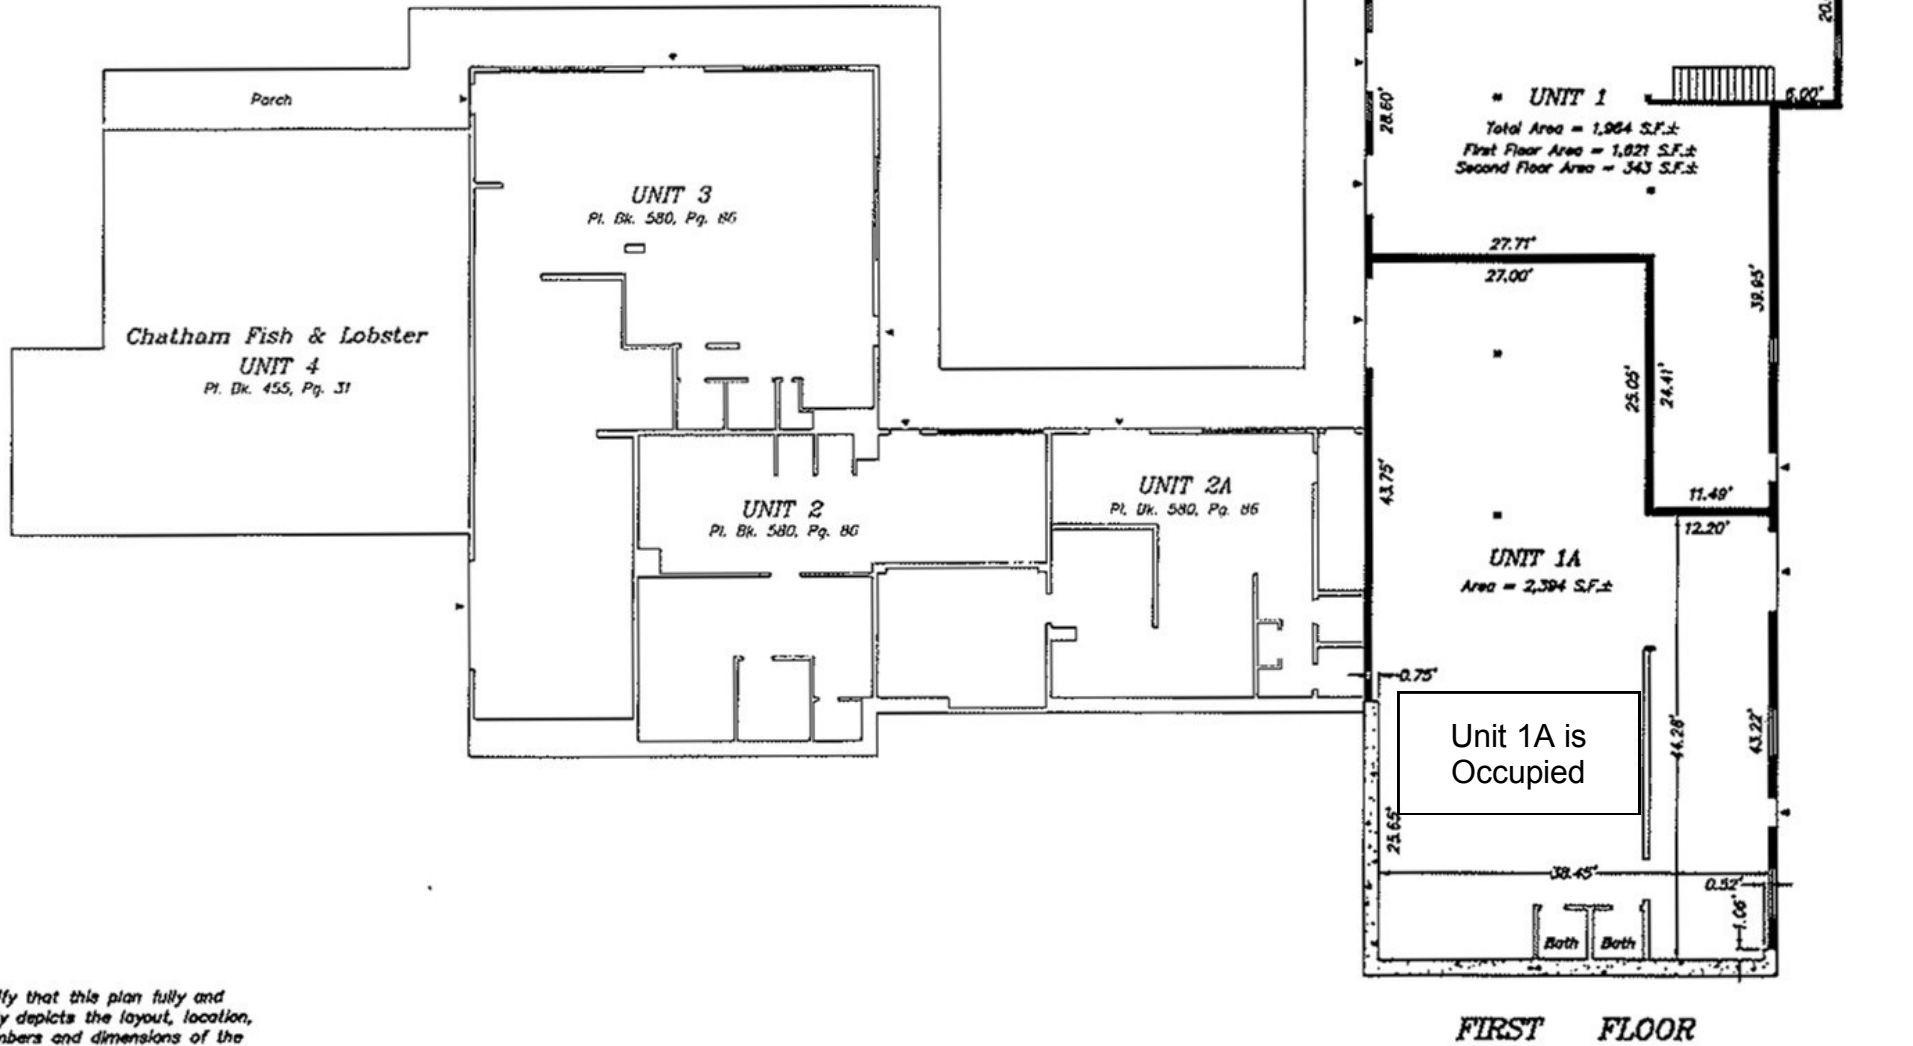 20.
Porch
28.60'
UNIT 1
6.00'
Total Area = 1,964 S.F.±
First Floor Area = 1,621 S.F.±
Second Floor Area = 343 S.F.±
UNIT 3
Pl. Bk. 580, Pg. 86
27.71'
27.00'
39.95'
Chatham Fish & Lobster
UNIT 4
Pl. Bk. 455, Pg. 31
25.05'
24.41'
43.75'
UNIT 2A
Pl. Bk. 580, Pg. 86
UNIT 2
Pl. Bk. 580, Pg. 86
11.49'
12.20'
UNIT 1A
Area = 2,394 S.F.±
0.75'
Unit 1A is
Occupied
44.28'
43.22'
25.65'
38.45'
0.52'
1.06'
Bath
Bath
ify that this plan fully and
y depicts the layout, location,
mbers and dimensions of the
FIRST FLOOR